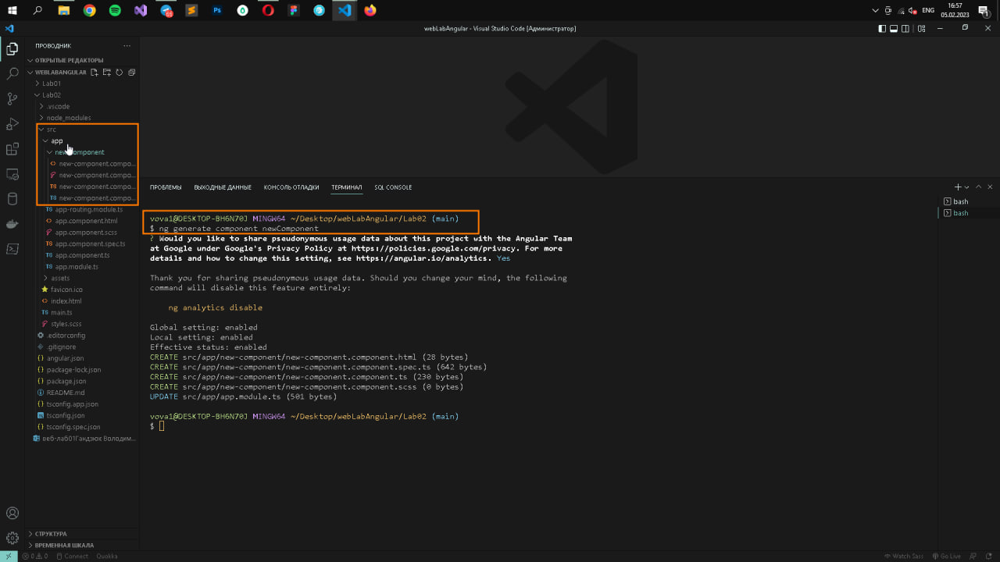 16:57
ENG
05.02.2023
webLabAngular - Visual Studio Code [Администратор]
ПРОВОДНИК
ОТКРЫТЫЕ РЕДАКТОРЫ
WEBLABANGULAR
Lab01
Lab02
.vscode
node_modules
src
app
new-component
new-component.compo...
new-component.compo...
new-component.compo...
new-component.compo...
app-routing.module.ts
app.component.html
app.component.scss
app.component.spec.ts
app.component.ts
app.module.ts
assets
favicon.ico
index.html
main.ts
styles.scss
.editorconfig
.gitignore
angular.json
package-lock.json
package.json
README.md
tsconfig.app.json
tsconfig.json
tsconfig.spec.json
веб-лаб01Гандзюк Володим...
СТРУКТУРА
ВРЕМЕННАЯ ШКАЛА
ПРОБЛЕМЫ ВЫХОДНЫЕ ДАННЫЕ КОНСОЛЬ ОТЛАДКИ ТЕРМИНАЛ SQL CONSOLE
vova1@DESKTOP-BH6N70J MINGW64 ~/Desktop/webLabAngular/Lab02 (main)
$ ng generate component newComponent
? Would you like to share pseudonymous usage data about this project with the Angular Team
at Google under Google's Privacy Policy at https://policies.google.com/privacy. For more
details and how to change this setting, see https://angular.io/analytics. Yes
Thank you for sharing pseudonymous usage data. Should you change your mind, the following
command will disable this feature entirely:
ng analytics disable
Global setting: enabled
Local setting: enabled
Effective status: enabled
CREATE src/app/new-component/new-component.component.html (28 bytes)
CREATE src/app/new-component/new-component.component.spec.ts (642 bytes)
CREATE src/app/new-component/new-component.component.ts (230 bytes)
CREATE src/app/new-component/new-component.component.scss (0 bytes)
UPDATE src/app/app.module.ts (501 bytes)
vova1@DESKTOP-BH6N70J MINGW64 ~/Desktop/webLabAngular/Lab02 (main)
$
bash
bash
0 0 Connect Quokka
Watch Sass Go Live